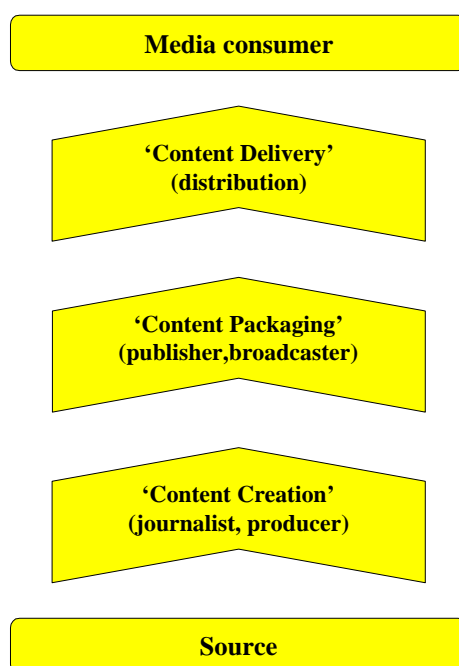 Media consumer
‘Content Delivery’
(distribution)
‘Content Packaging’
(publisher,broadcaster)
‘Content Creation’
(journalist, producer)
Source